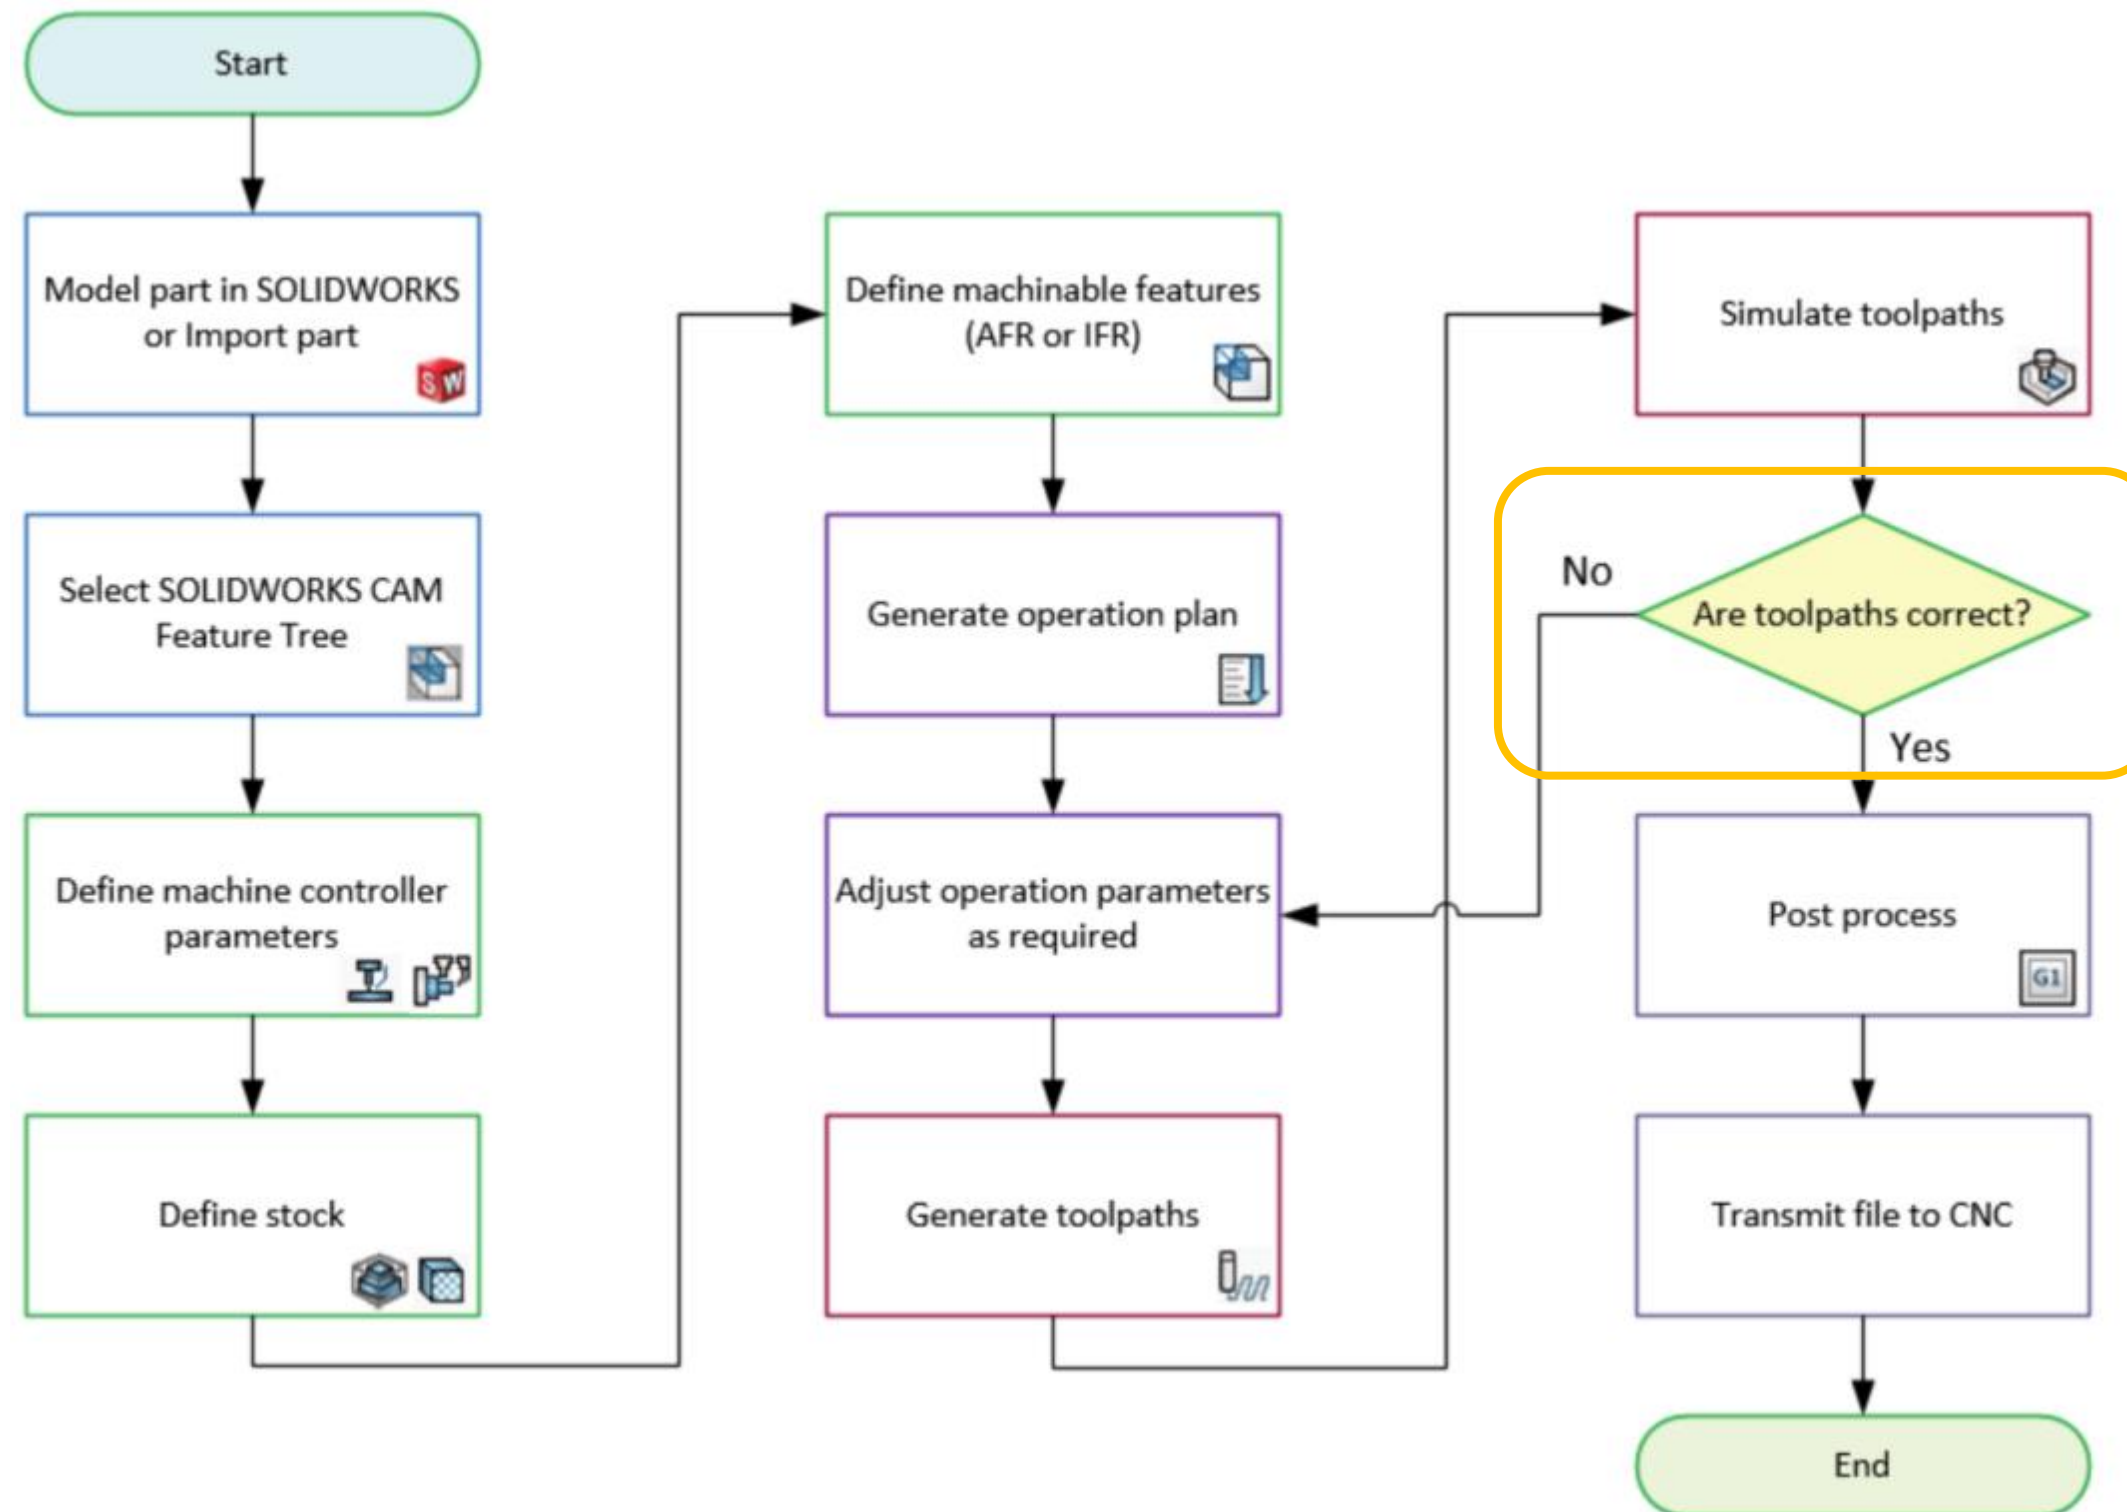 Start
Model part in SOLIDWORKS
or Import part
SW
Select SOLIDWORKS CAM
Feature Tree
Define machine controller
parameters
Define stock
Define machinable features
(AFR or IFR)
Generate operation plan
Adjust operation parameters
as required
Generate toolpaths
Simulate toolpaths
No
Are toolpaths correct?
Yes
Post process
G1
Transmit file to CNC
End